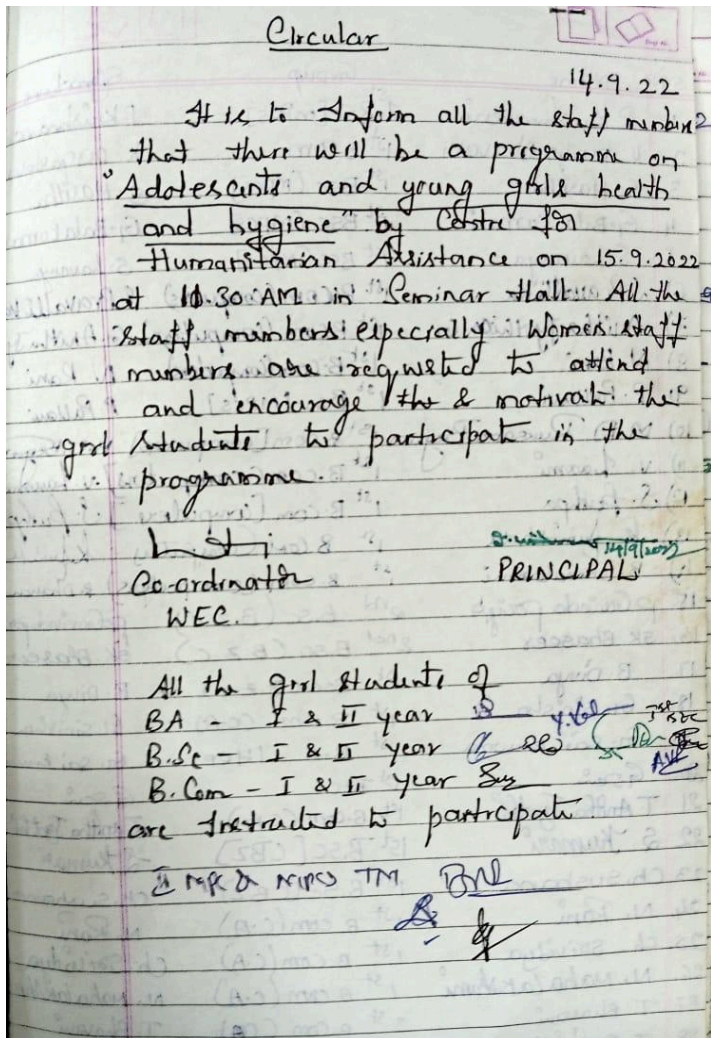 Circular
14.9.22
It is to Inform all the staff members
that there will be a programme on
"Adolescents and young girls health
and hygiene" by Centre for
Humanitarian Assistance on 15.9.2022
at 10.30 AM in Seminar Hall. All the
staff members especially Women staff
members are requested to attend
and encourage the & motivate the
girl students to participate in the
programme.
14/9/2022
Co-ordinator
PRINCIPAL
WEC.
All the girl students of
BA - I & II year
B.Sc - I & II year
B.Com - I & II year
are Instructed to participate